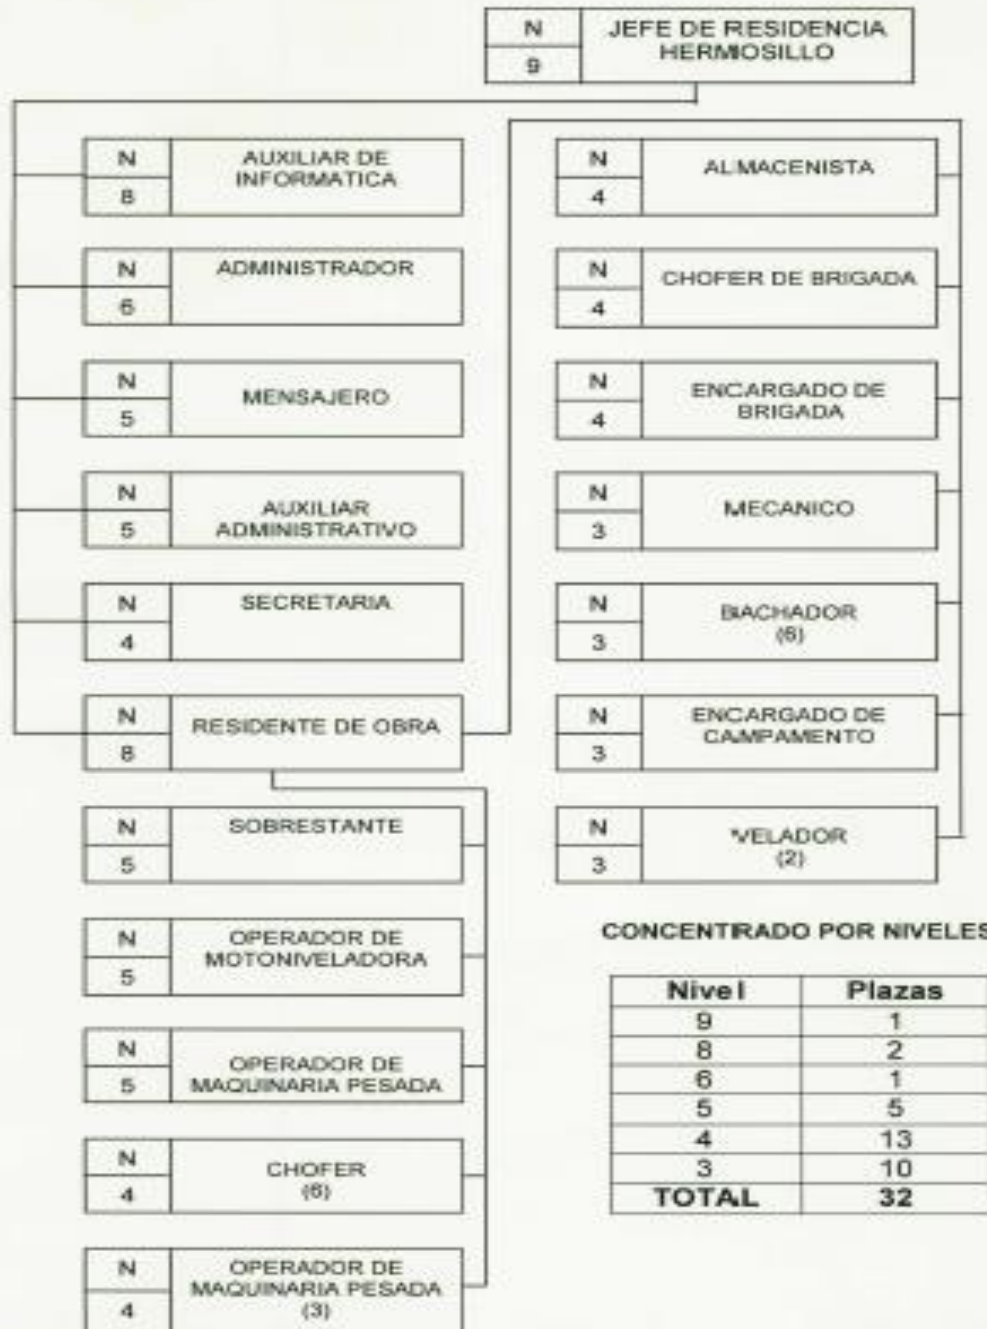 N
9
JEFE DE RESIDENCIA
HERMOSILLO
N
8
AUXILIAR DE
INFORMATICA
N
6
ADMINISTRADOR
N
5
MENSAJERO
N
5
AUXILIAR
ADMINISTRATIVO
N
4
SECRETARIA
N
8
RESIDENTE DE OBRA
N
5
SOBRESTANTE
N
5
OPERADOR DE
MOTONIVELADORA
N
5
OPERADOR DE
MAQUINARIA PESADA
N
4
CHOFER
(6)
N
4
OPERADOR DE
MAQUINARIA PESADA
(3)
N
4
ALMACENISTA
N
4
CHOFER DE BRIGADA
N
4
ENCARGADO DE
BRIGADA
N
3
MECANICO
N
3
BACHADOR
(6)
N
3
ENCARGADO DE
CAMPAMENTO
N
3
VELADOR
(2)
CONCENTRADO POR NIVELES
Nivel Plazas
9 1
8 2
6 1
5 5
4 13
3 10
TOTAL 32